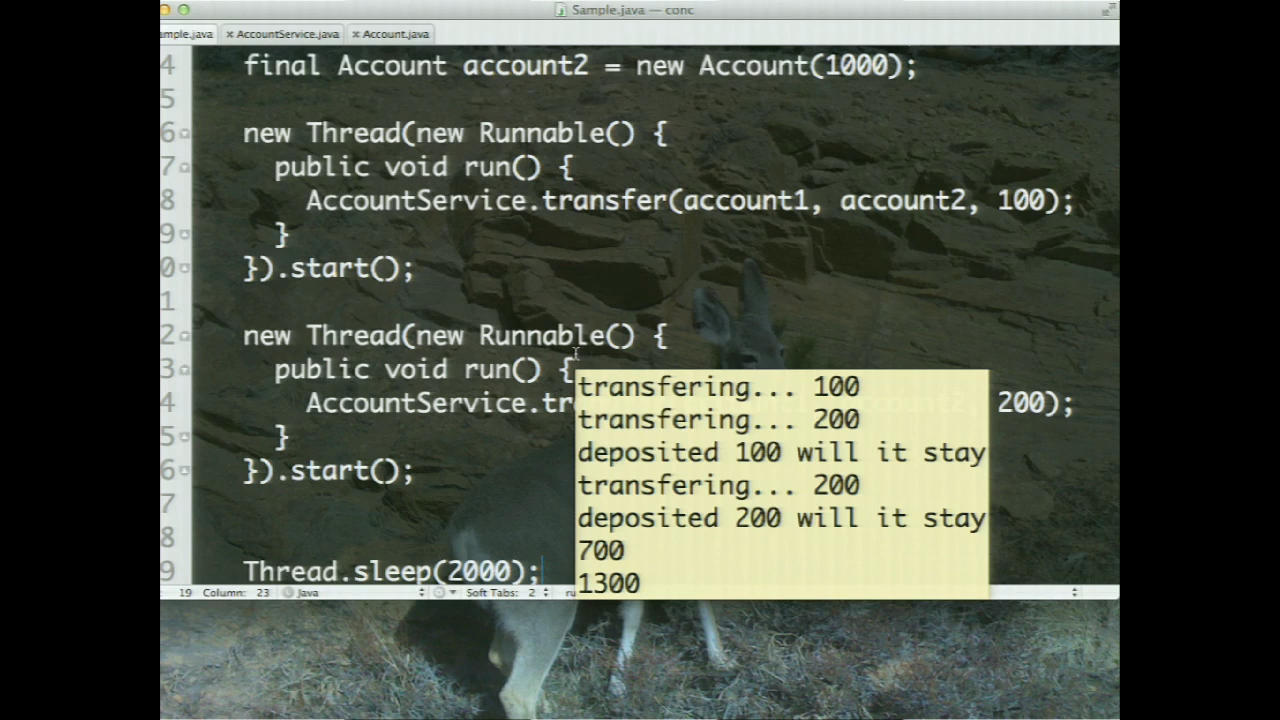 Sample.java — conc
ample.java
AccountService.java
Account.java
4 final Account account2 = new Account(1000);
5
6 new Thread(new Runnable() {
7 public void run() {
8 AccountService.transfer(account1, account2, 100);
9 }
0 }).start();
1
2 new Thread(new Runnable() {
3 public void run() {
4 AccountService.tr account2, 200);
5 }
6 }).start();
7
8
9 Thread.sleep(2000);
transfering... 100
transfering... 200
deposited 100 will it stay
transfering... 200
deposited 200 will it stay
700
1300
19 Column: 23 Java Soft Tabs: 2 ru